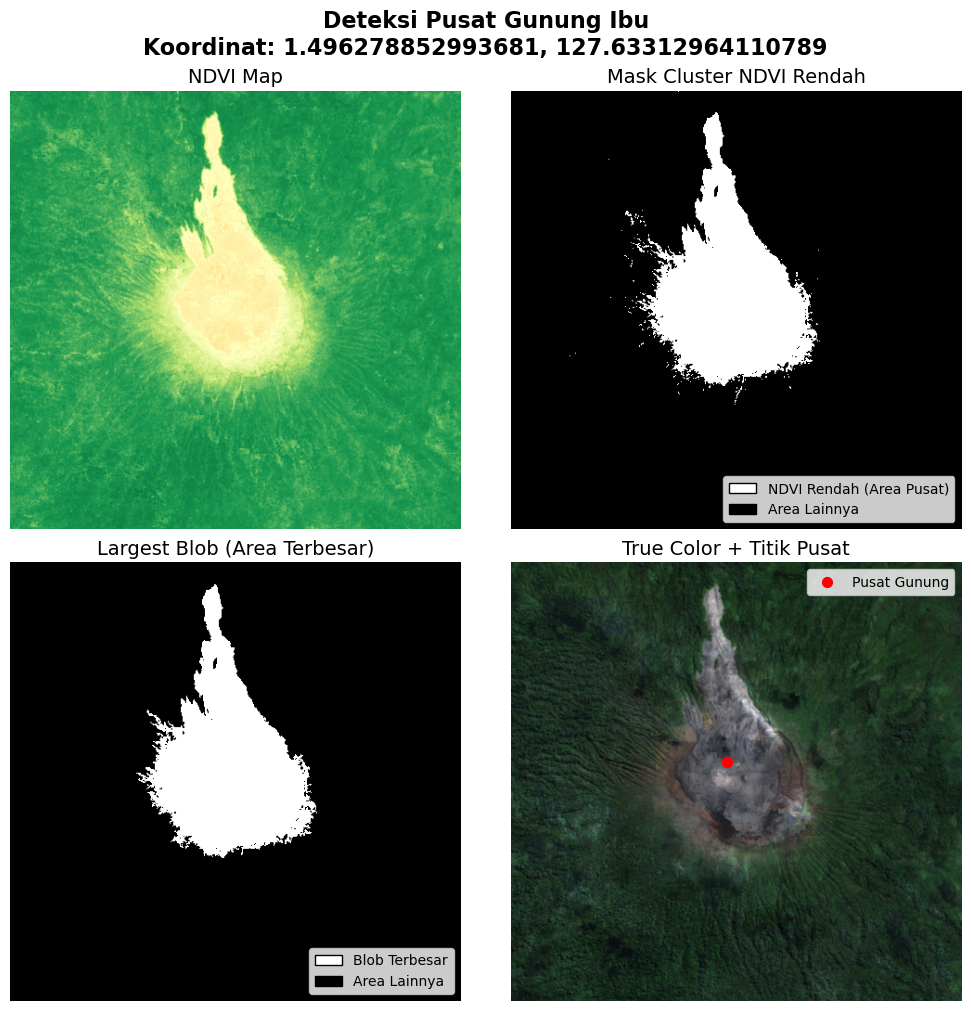 Deteksi Pusat Gunung Ibu
Koordinat: 1.496278852993681, 127.63312964110789
NDVI Map
Mask Cluster NDVI Rendah
NDVI Rendah (Area Pusat)
Area Lainnya
Largest Blob (Area Terbesar)
True Color + Titik Pusat
Blob Terbesar
Area Lainnya
Pusat Gunung